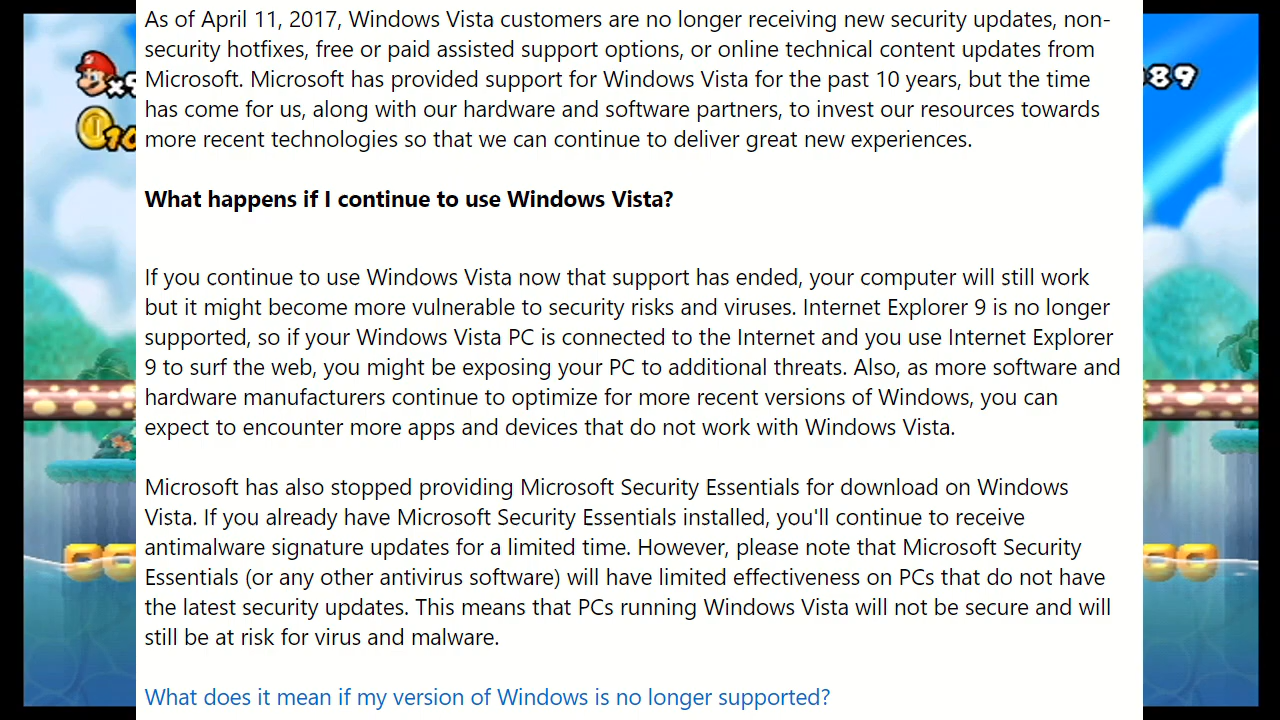 As of April 11, 2017, Windows Vista customers are no longer receiving new security updates, non-
security hotfixes, free or paid assisted support options, or online technical content updates from
Microsoft. Microsoft has provided support for Windows Vista for the past 10 years, but the time
has come for us, along with our hardware and software partners, to invest our resources towards
more recent technologies so that we can continue to deliver great new experiences.
What happens if I continue to use Windows Vista?
If you continue to use Windows Vista now that support has ended, your computer will still work
but it might become more vulnerable to security risks and viruses. Internet Explorer 9 is no longer
supported, so if your Windows Vista PC is connected to the Internet and you use Internet Explorer
9 to surf the web, you might be exposing your PC to additional threats. Also, as more software and
hardware manufacturers continue to optimize for more recent versions of Windows, you can
expect to encounter more apps and devices that do not work with Windows Vista.
Microsoft has also stopped providing Microsoft Security Essentials for download on Windows
Vista. If you already have Microsoft Security Essentials installed, you'll continue to receive
antimalware signature updates for a limited time. However, please note that Microsoft Security
Essentials (or any other antivirus software) will have limited effectiveness on PCs that do not have
the latest security updates. This means that PCs running Windows Vista will not be secure and will
still be at risk for virus and malware.
What does it mean if my version of Windows is no longer supported?